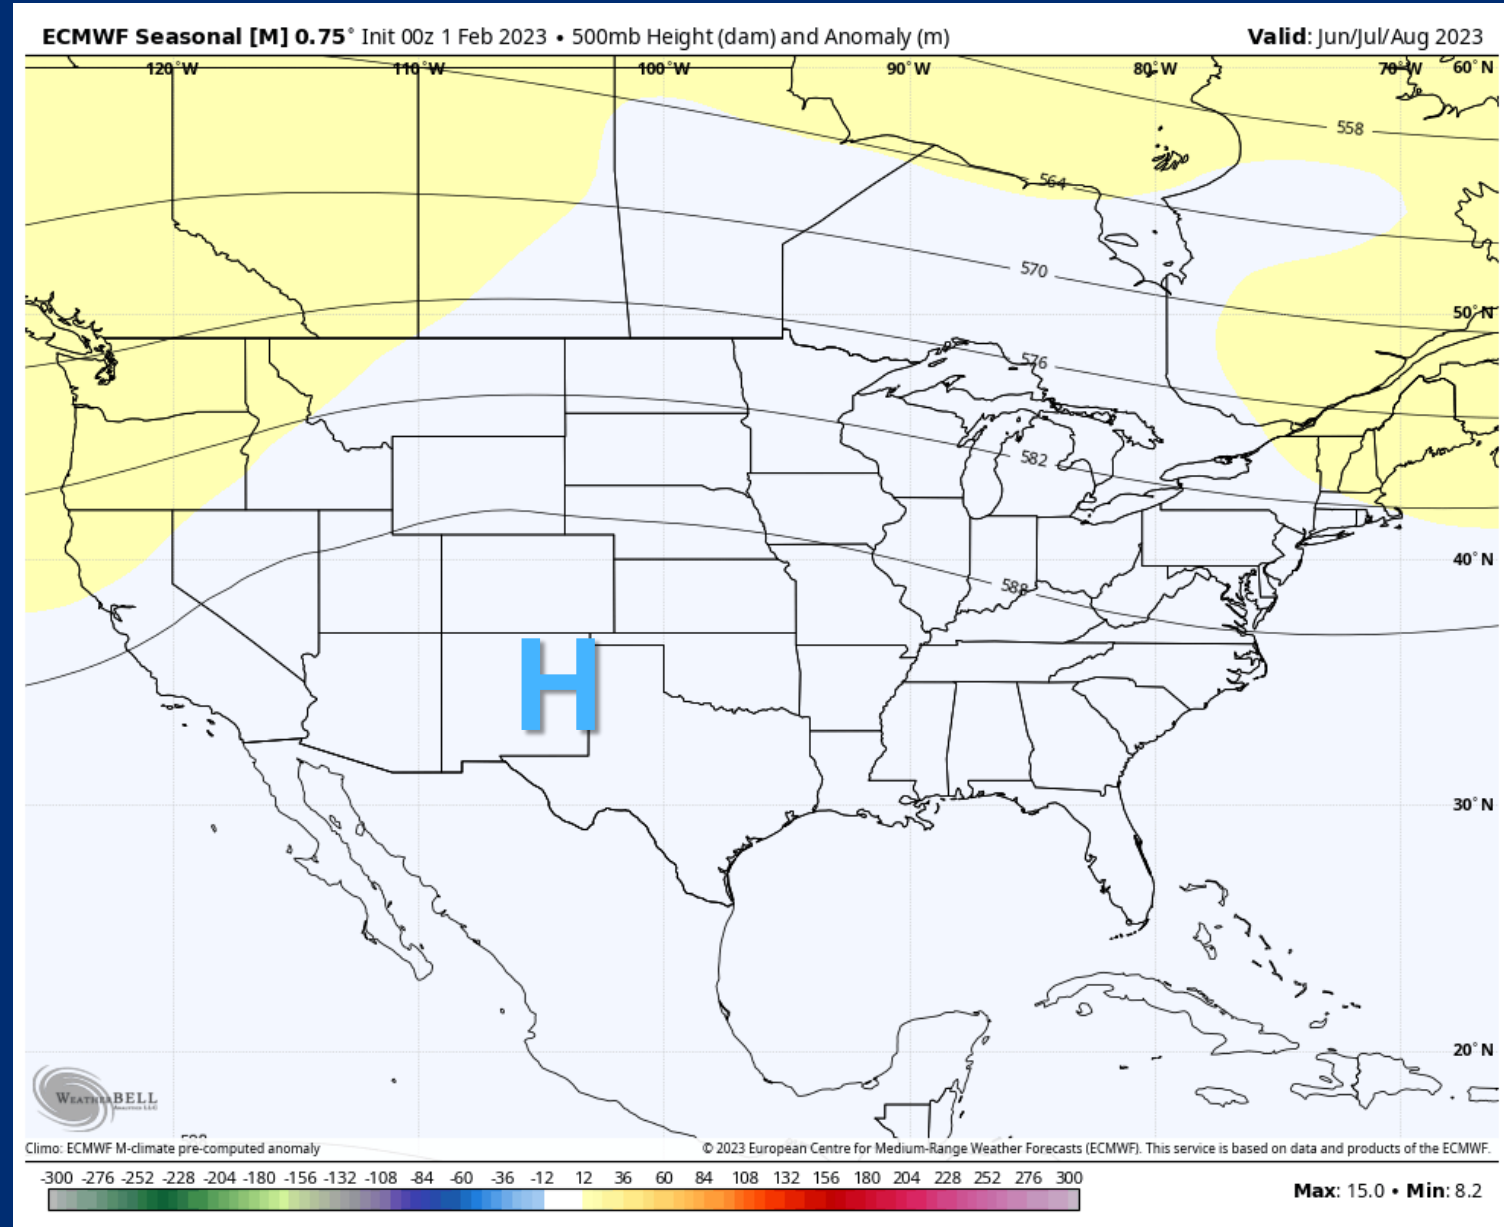 ECMWF Seasonal [M] 0.75° Init 00z 1 Feb 2023 • 500mb Height (dam) and Anomaly (m)
Valid: Jun/Jul/Aug 2023
120°W 110°W 100°W 90°W 80°W 70°W 60°N
558
564
570
50°N
576
582
40°N
588
H
30°N
20°N
WEATHERBELL
ANALYTICS LLC
Climo: ECMWF M-climate pre-computed anomaly
© 2023 European Centre for Medium-Range Weather Forecasts (ECMWF). This service is based on data and products of the ECMWF.
-300 -276 -252 -228 -204 -180 -156 -132 -108 -84 -60 -36 -12 12 36 60 84 108 132 156 180 204 228 252 276 300
Max: 15.0 • Min: 8.2